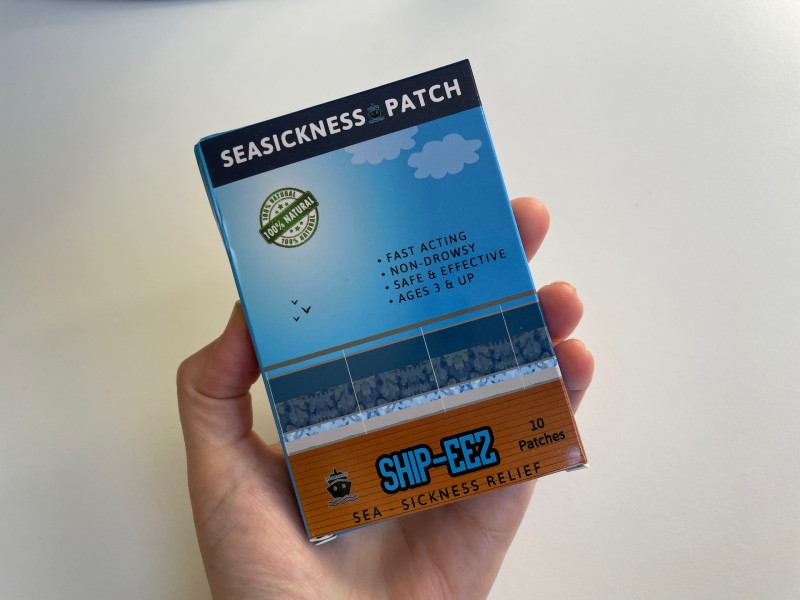 SEASICKNESS PATCH
100% NATURAL
100% NATURAL
100% NATURAL
• FAST ACTING
• NON-DROWSY
• SAFE & EFFECTIVE
• AGES 3 & UP
10
Patches
SHIP-EEZ
SEA - SICKNESS RELIEF